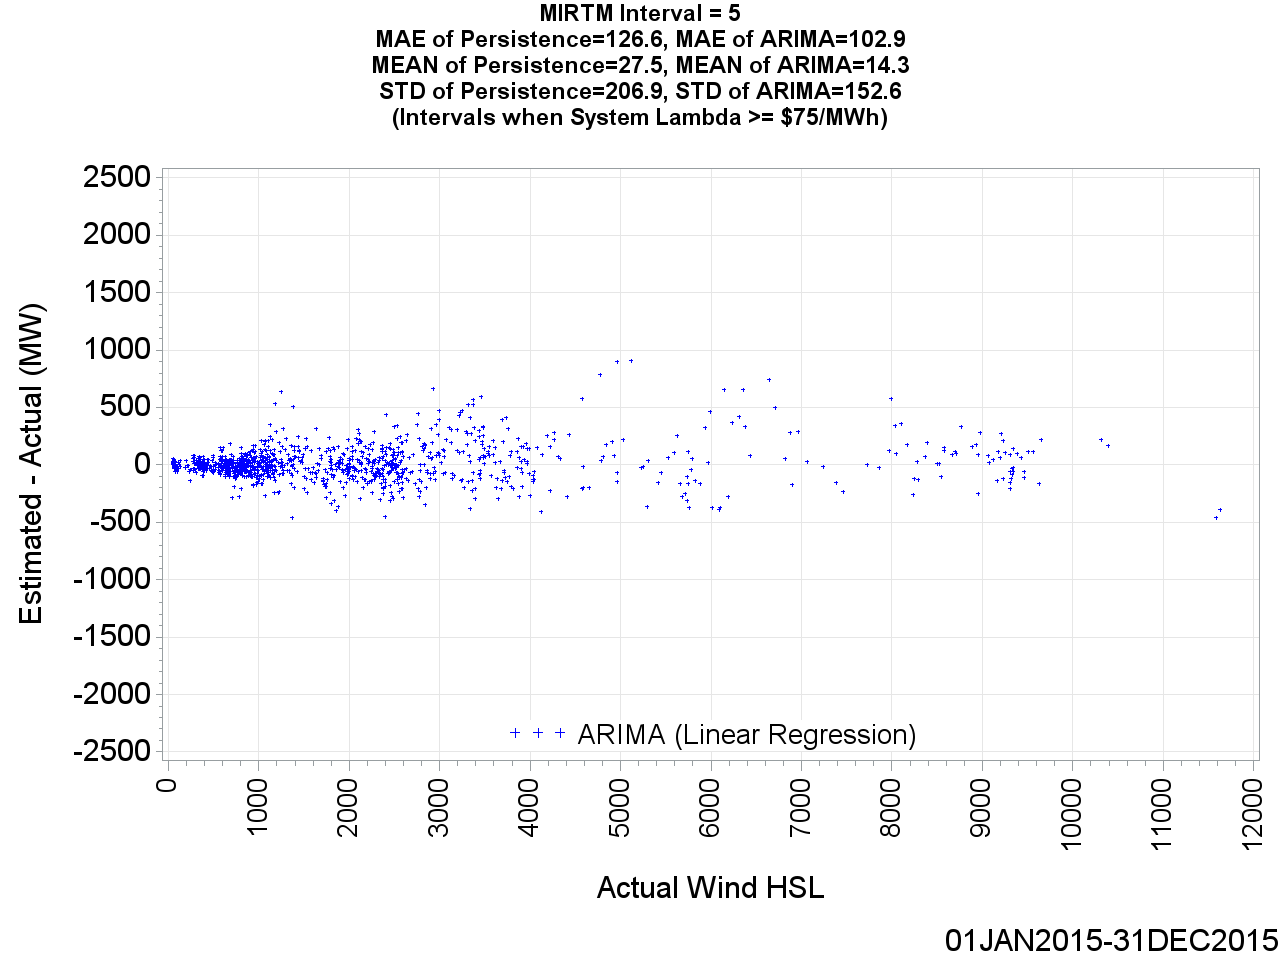 MIRTM Interval = 5
MAE of Persistence=126.6, MAE of ARIMA=102.9
MEAN of Persistence=27.5, MEAN of ARIMA=14.3
STD of Persistence=206.9, STD of ARIMA=152.6
(Intervals when System Lambda >= $75/MWh)
Estimated - Actual (MW)
2500
2000
1500
1000
500
0
-500
-1000
-1500
-2000
-2500
ARIMA (Linear Regression)
0
1000
2000
3000
4000
5000
6000
7000
8000
9000
10000
11000
12000
Actual Wind HSL
01JAN2015-31DEC2015